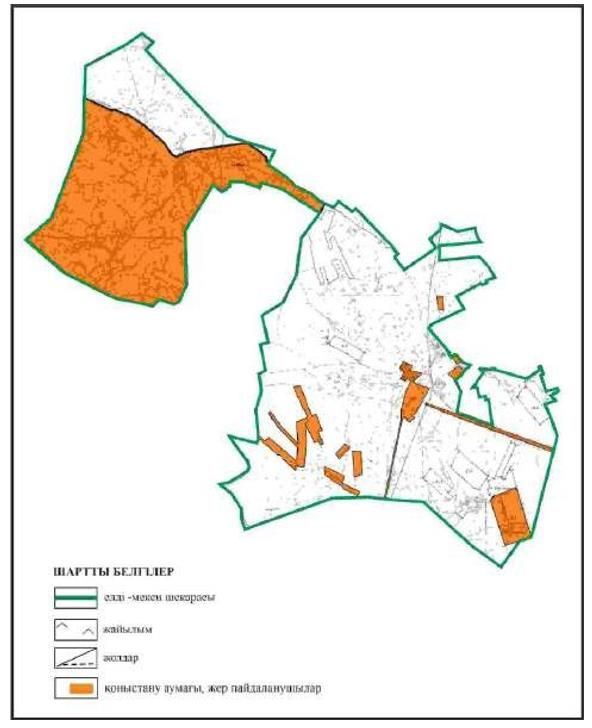 ШАРТТЫ БЕЛГІЛЕР
елді -мекен шекарасы
жайылым
жолдар
қоныстану аумағы, жер пайдаланушылар